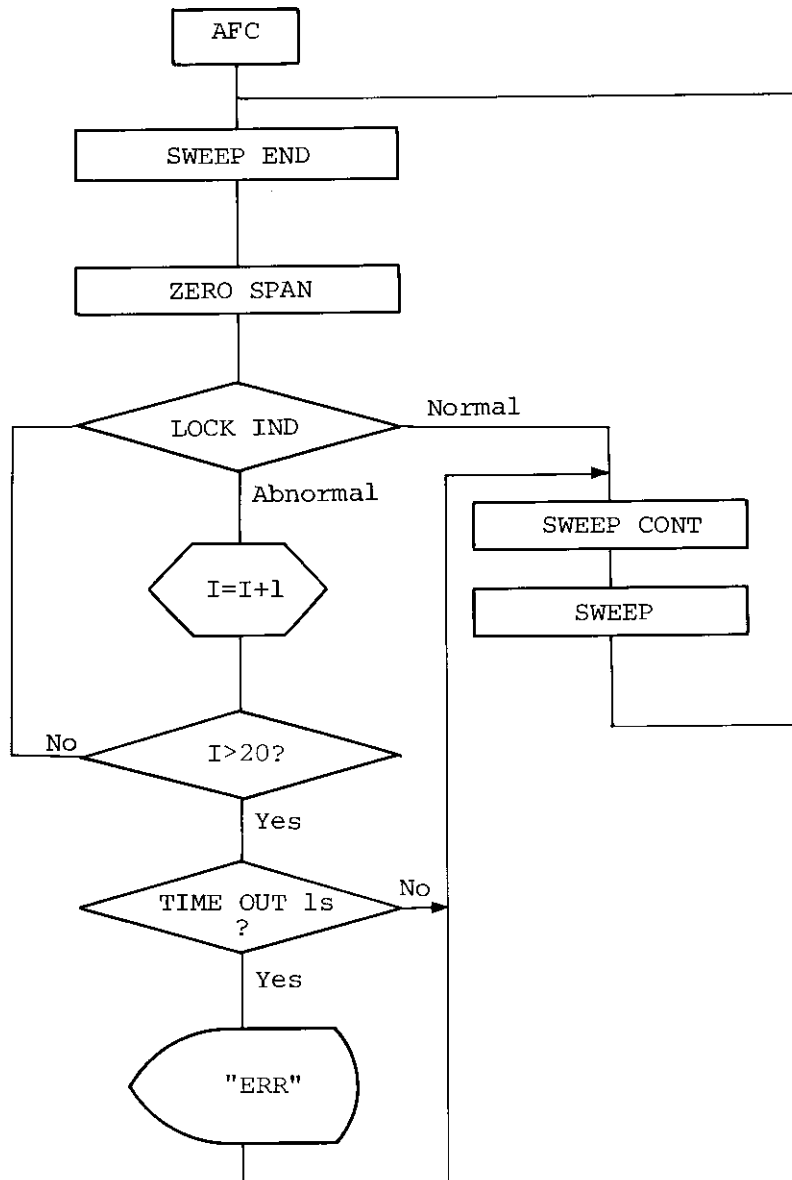 AFC
SWEEP END
ZERO SPAN
LOCK IND
Normal
Abnormal
SWEEP CONT
I=I+1
SWEEP
No
I>20?
Yes
TIME OUT 1s
?
No
Yes
"ERR"